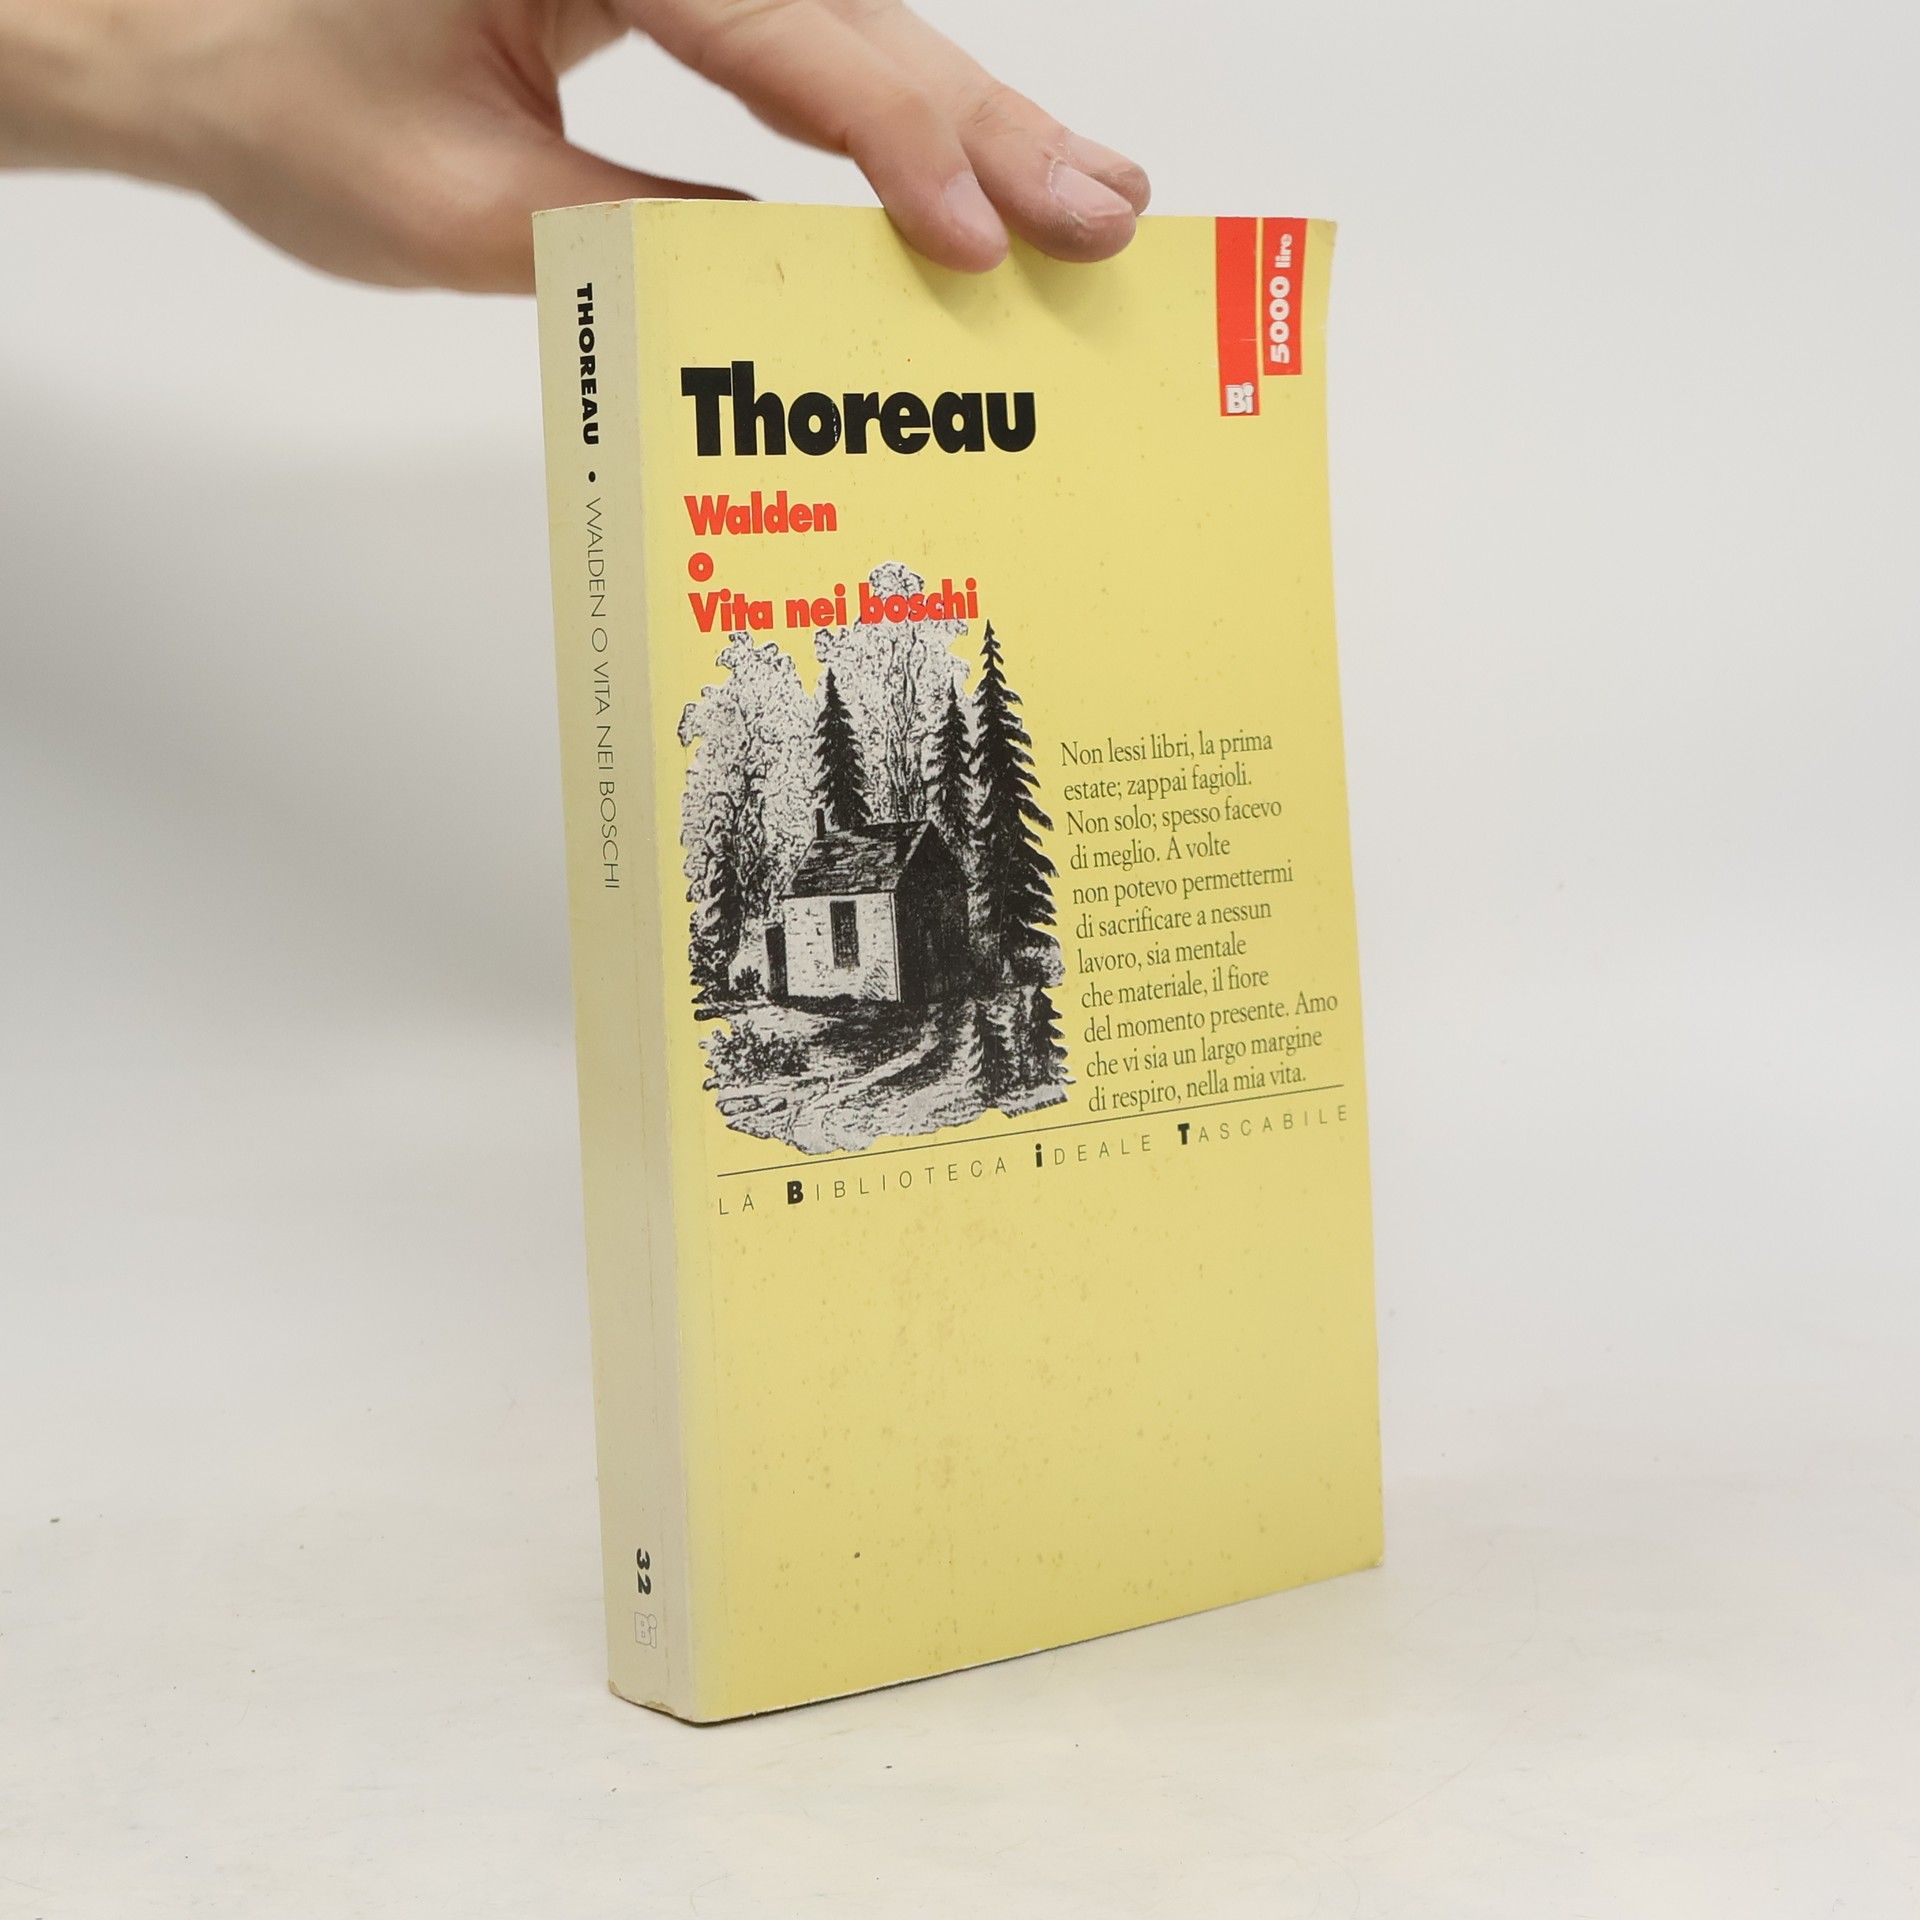 THOREAU • WALDEN O VITA NEI BOSCHI
32 Bi
5000 lire
Bi
Thoreau
Walden
o
Vita nei boschi
Non lessi libri, la prima
estate; zappai fagioli.
Non solo; spesso facevo
di meglio. A volte
non potevo permettermi
di sacrificare a nessun
lavoro, sia mentale
che materiale, il fiore
del momento presente. Amo
che vi sia un largo margine
di respiro, nella mia vita.
LA BIBLIOTECA iDEALE TASCABILE